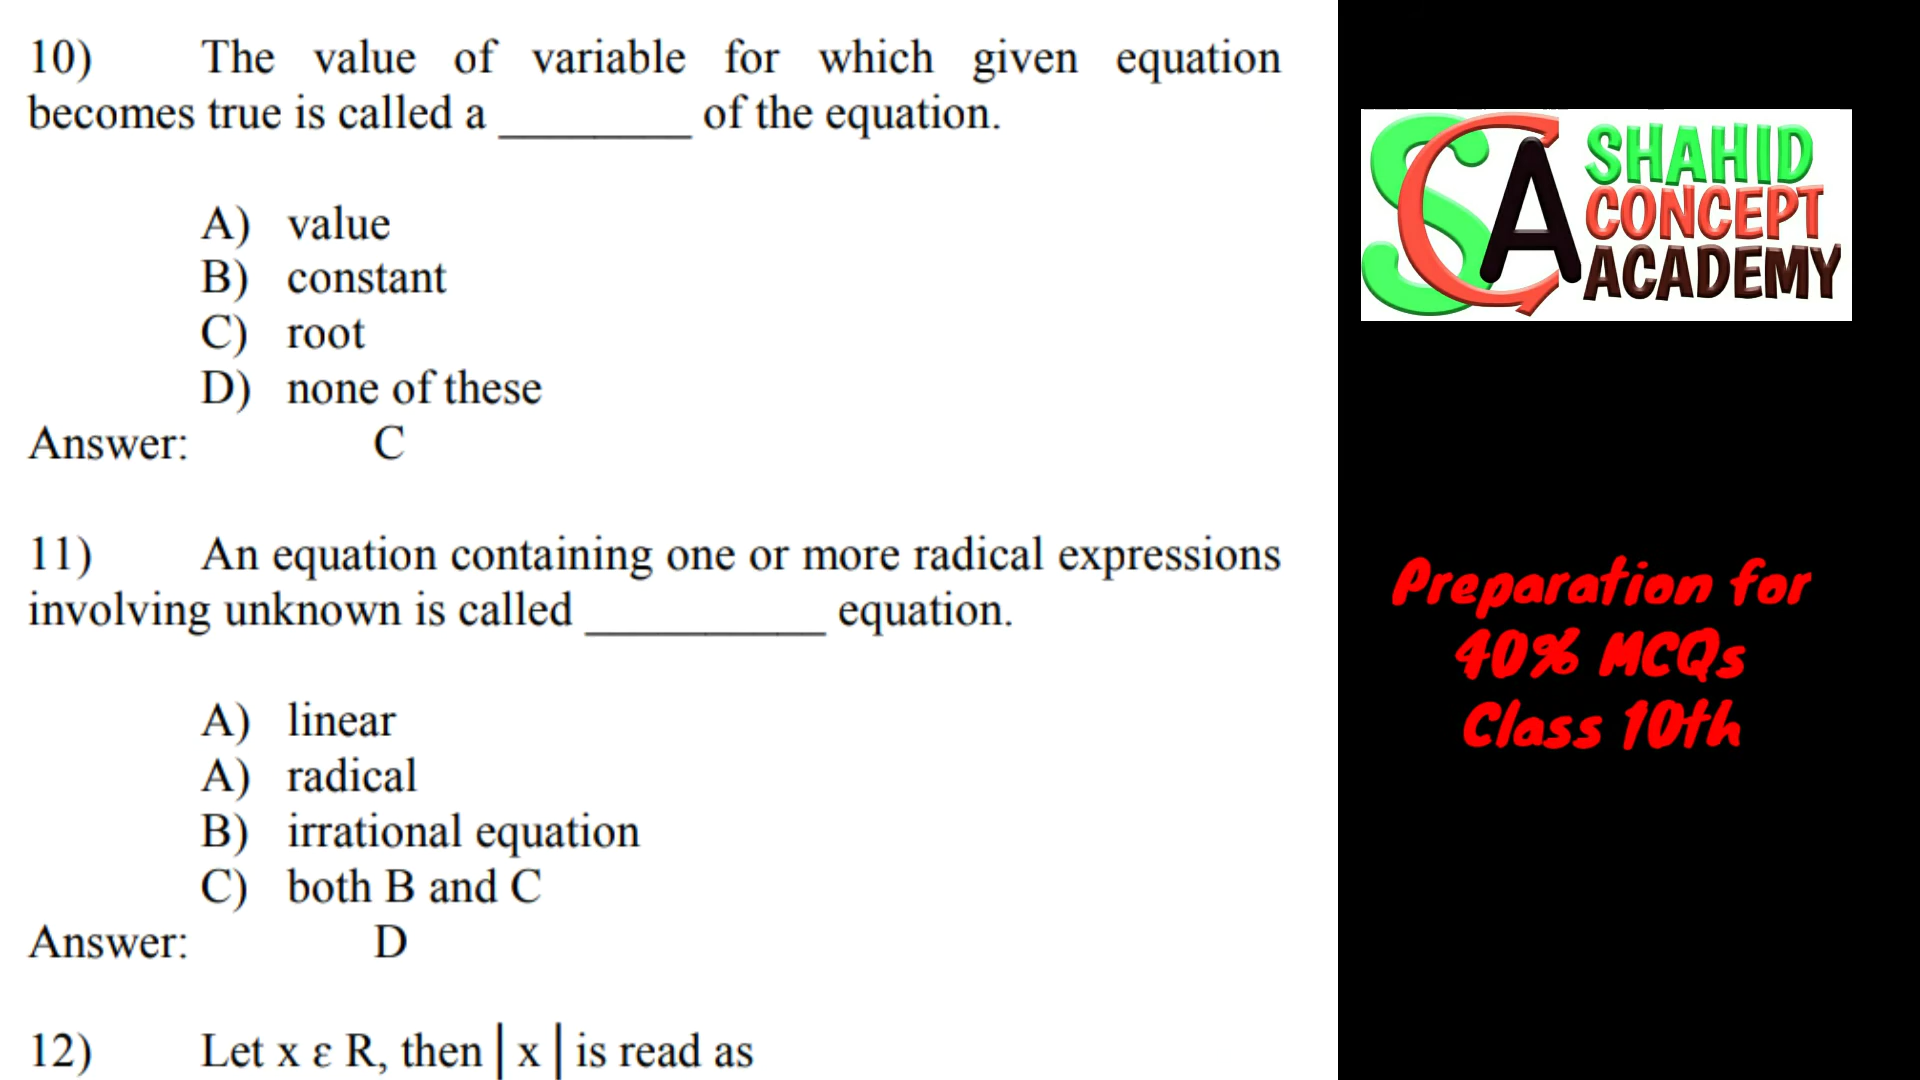 10) The value of variable for which given equation
becomes true is called a ________ of the equation.
A) value
B) constant
C) root
D) none of these
Answer: C
11) An equation containing one or more radical expressions
involving unknown is called __________ equation.
A) linear
A) radical
B) irrational equation
C) both B and C
Answer: D
12) Let x ε R, then | x | is read as
SCA
SHAHID
CONCEPT
ACADEMY
Preparation for
40% MCQs
Class 10th